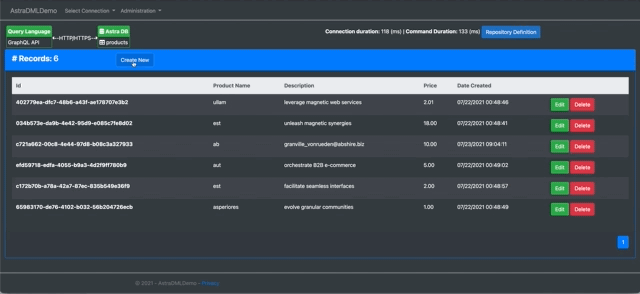 AstraDMLDemo Select Connection Administration
Query Language
GraphQL API
HTTP/HTTPS
Astra DB
products
Connection duration: 118 (ms) | Command Duration: 133 (ms) Repository Definition
# Records: 6 Create New
Id Product Name Description Price Date Created
402779ea-dfc7-48b6-a43f-ae178707e3b2 ullam leverage magnetic web services 2.01 07/22/2021 00:48:46 Edit Delete
034b573e-da9b-4e42-95d9-e085c7fe8d02 est unleash magnetic synergies 18.00 07/22/2021 00:48:41 Edit Delete
c721a662-00c8-4e44-97d8-b08c3a327933 ab granville_vonrueden@abshire.biz 10.00 07/23/2021 09:04:11 Edit Delete
efd59718-edfa-4055-b9a3-4d2f9ff780b9 aut orchestrate B2B e-commerce 5.00 07/22/2021 00:49:02 Edit Delete
c172b70b-a78a-42a7-87ec-835b549e36f9 est facilitate seamless interfaces 2.00 07/22/2021 00:48:57 Edit Delete
65983170-de76-4102-b032-56b204726ecb asperiores evolve granular communities 1.00 07/22/2021 00:48:49 Edit Delete
1
© 2021 - AstraDMLDemo - Privacy